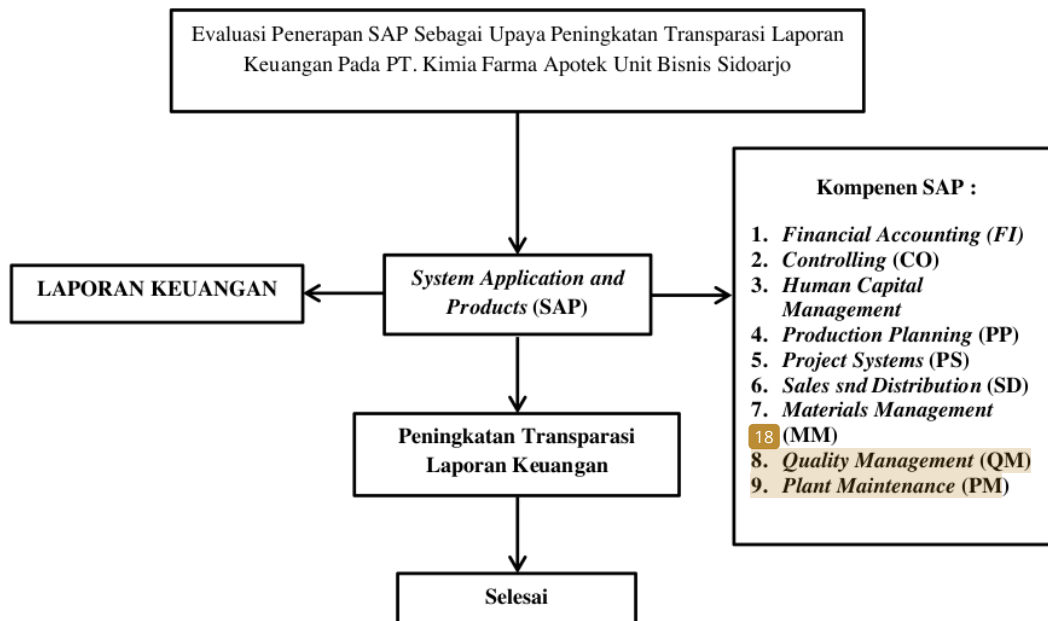 Evaluasi Penerapan SAP Sebagai Upaya Peningkatan Transparasi Laporan
Keuangan Pada PT. Kimia Farma Apotek Unit Bisnis Sidoarjo
LAPORAN KEUANGAN
System Application and
Products (SAP)
Kompenen SAP :
1. Financial Accounting (FI)
2. Controlling (CO)
3. Human Capital
Management
4. Production Planning (PP)
5. Project Systems (PS)
6. Sales snd Distribution (SD)
7. Materials Management
18 (MM)
8. Quality Management (QM)
9. Plant Maintenance (PM)
Peningkatan Transparasi
Laporan Keuangan
Selesai